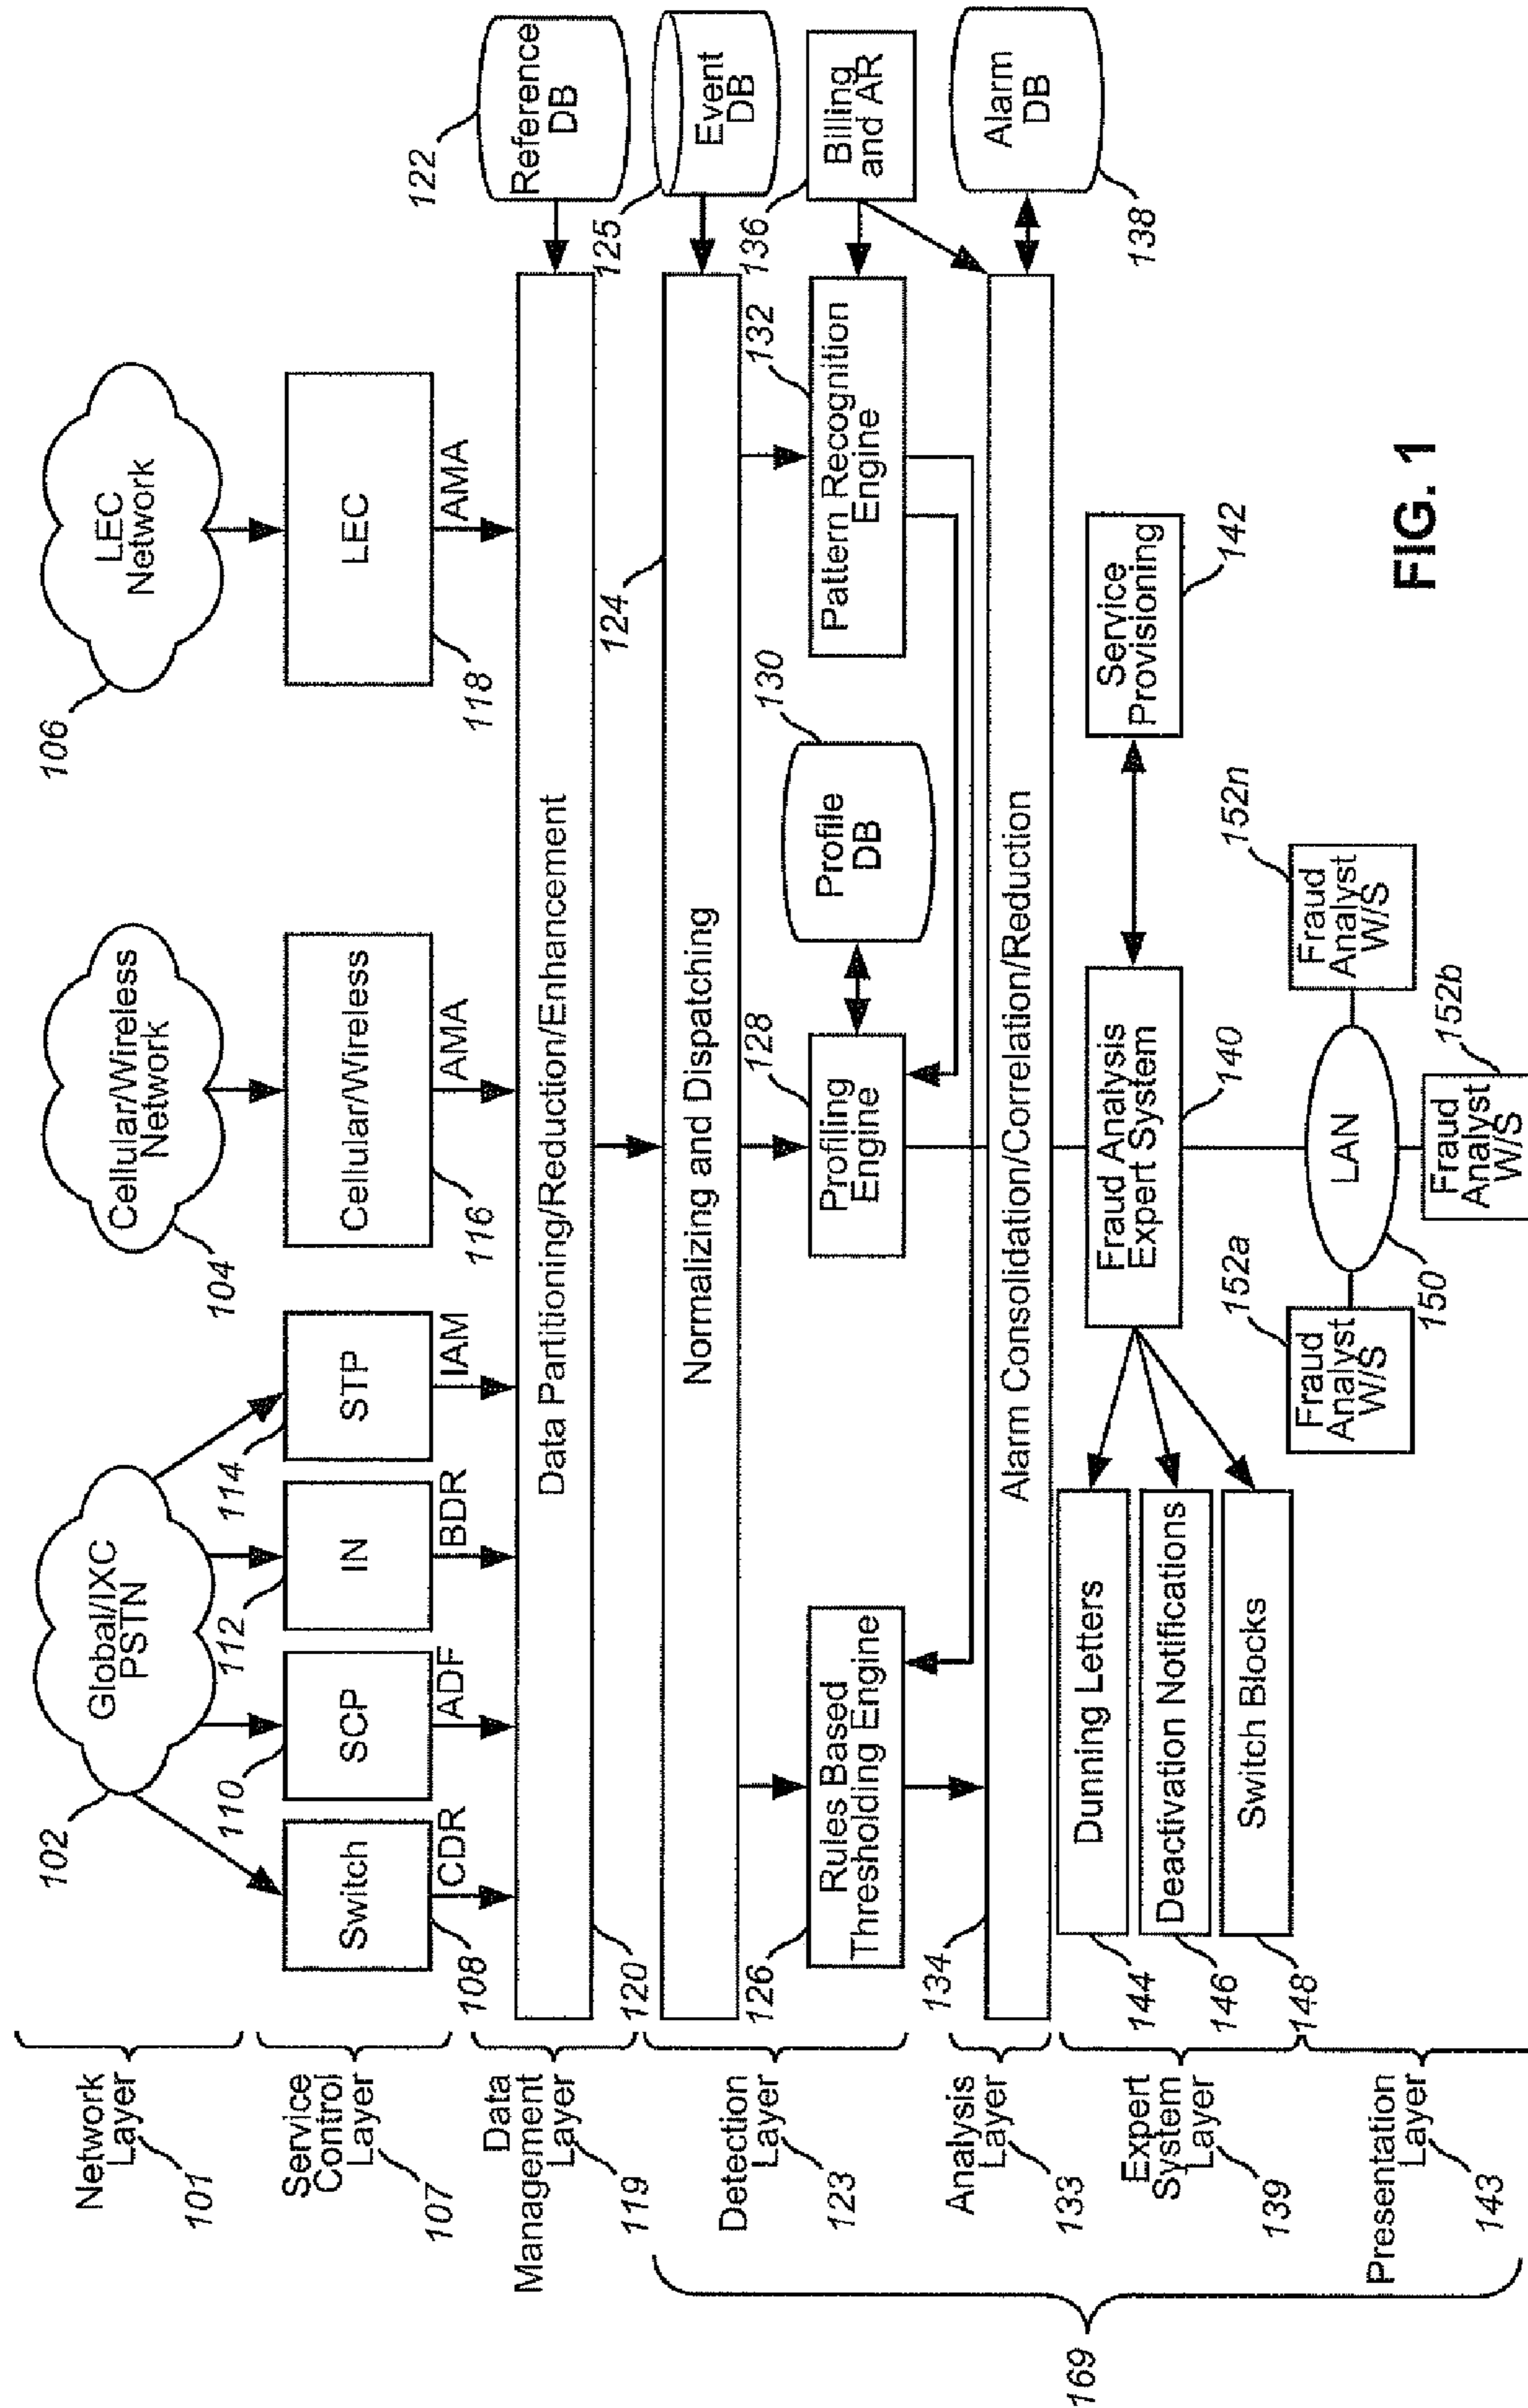 Network
Layer
101
102
Global/IXC
PSTN
Cellular/Wireless
Network
104
106
LEC
Network
Service
Control
Layer
107
Switch
108
CDR
110
SCP
ADF
112
IN
BDR
114
STP
IAM
Cellular/Wireless
116
AMA
LEC
118
AMA
Data
Management
Layer
119
120
Data Partitioning/Reduction/Enhancement
122
Reference
DB
Detection
Layer
123
Normalizing and Dispatching
124
125
Event
DB
126
Rules Based
Thresholding Engine
128
Profiling
Engine
130
Profile
DB
132
Pattern Recognition
Engine
136
Billing
and AR
Analysis
Layer
133
134
Alarm Consolidation/Correlation/Reduction
Alarm
DB
138
Expert
System
Layer
139
144
Dunning Letters
146
Deactivation Notifications
148
Switch Blocks
Fraud Analysis
Expert System
140
Service
Provisioning
142
Presentation
Layer
143
152a
Fraud
Analyst
W/S
LAN
150
152b
Fraud
Analyst
W/S
152n
Fraud
Analyst
W/S
169
FIG. 1